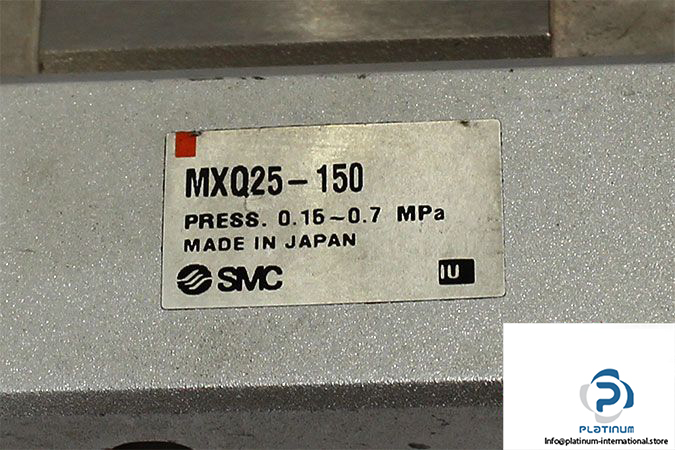 MXQ25-150
PRESS. 0.15~0.7 MPa
MADE IN JAPAN
SMC
IU
PLATINUM
Info@platinum-international.store